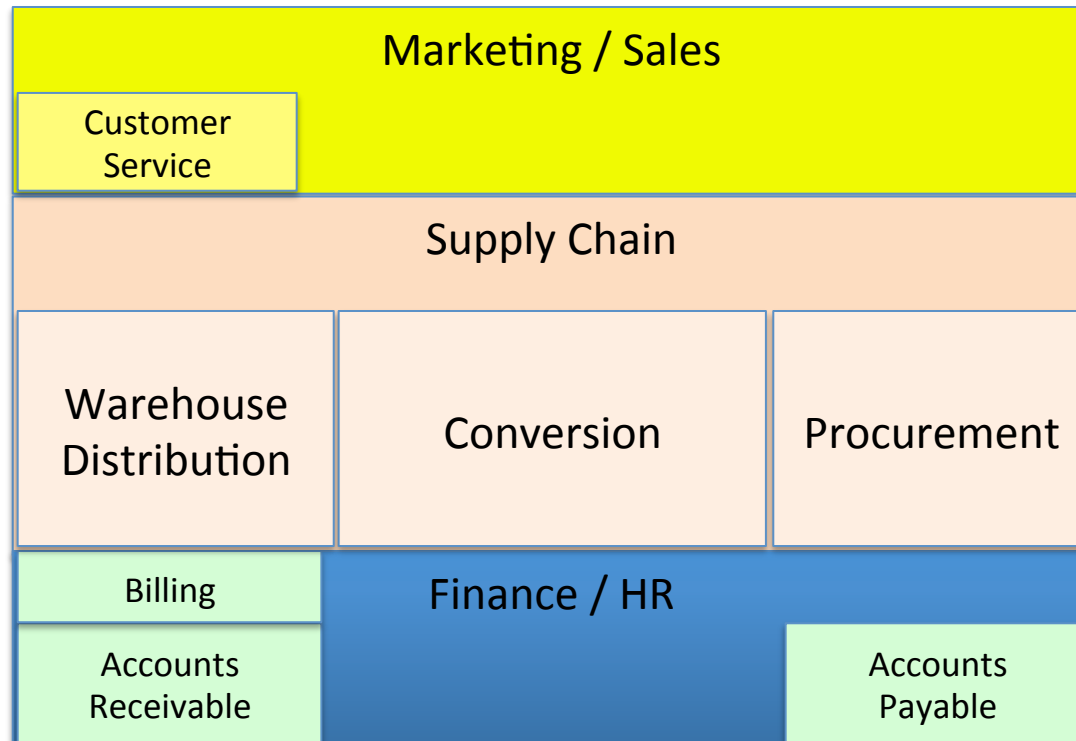 Marketing / Sales
Customer
Service
Supply Chain
Warehouse
Distribution
Conversion
Procurement
Billing
Finance / HR
Accounts
Receivable
Accounts
Payable